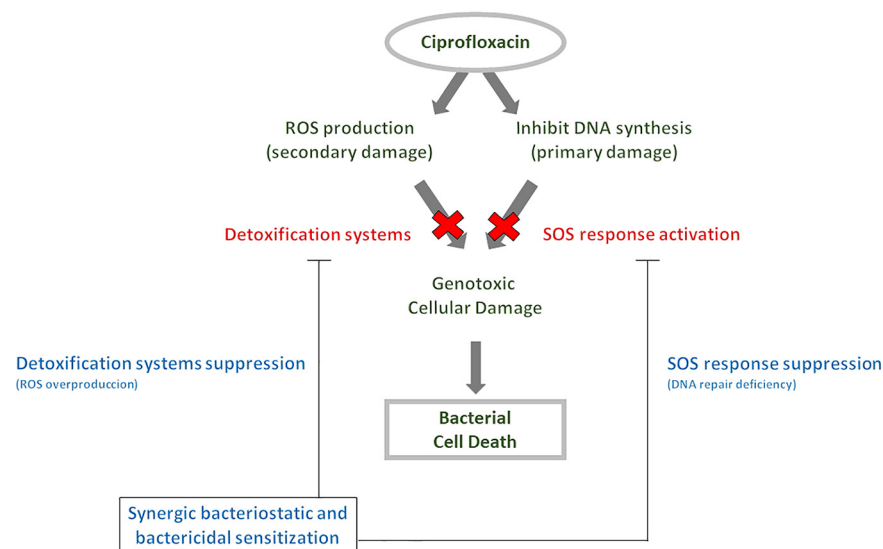 Ciprofloxacin
ROS production
(secondary damage)
Inhibit DNA synthesis
(primary damage)
Detoxification systems
SOS response activation
Genotoxic
Cellular Damage
Detoxification systems suppression
(ROS overproduccion)
SOS response suppression
(DNA repair deficiency)
Bacterial
Cell Death
Synergic bacteriostatic and
bactericidal sensitization